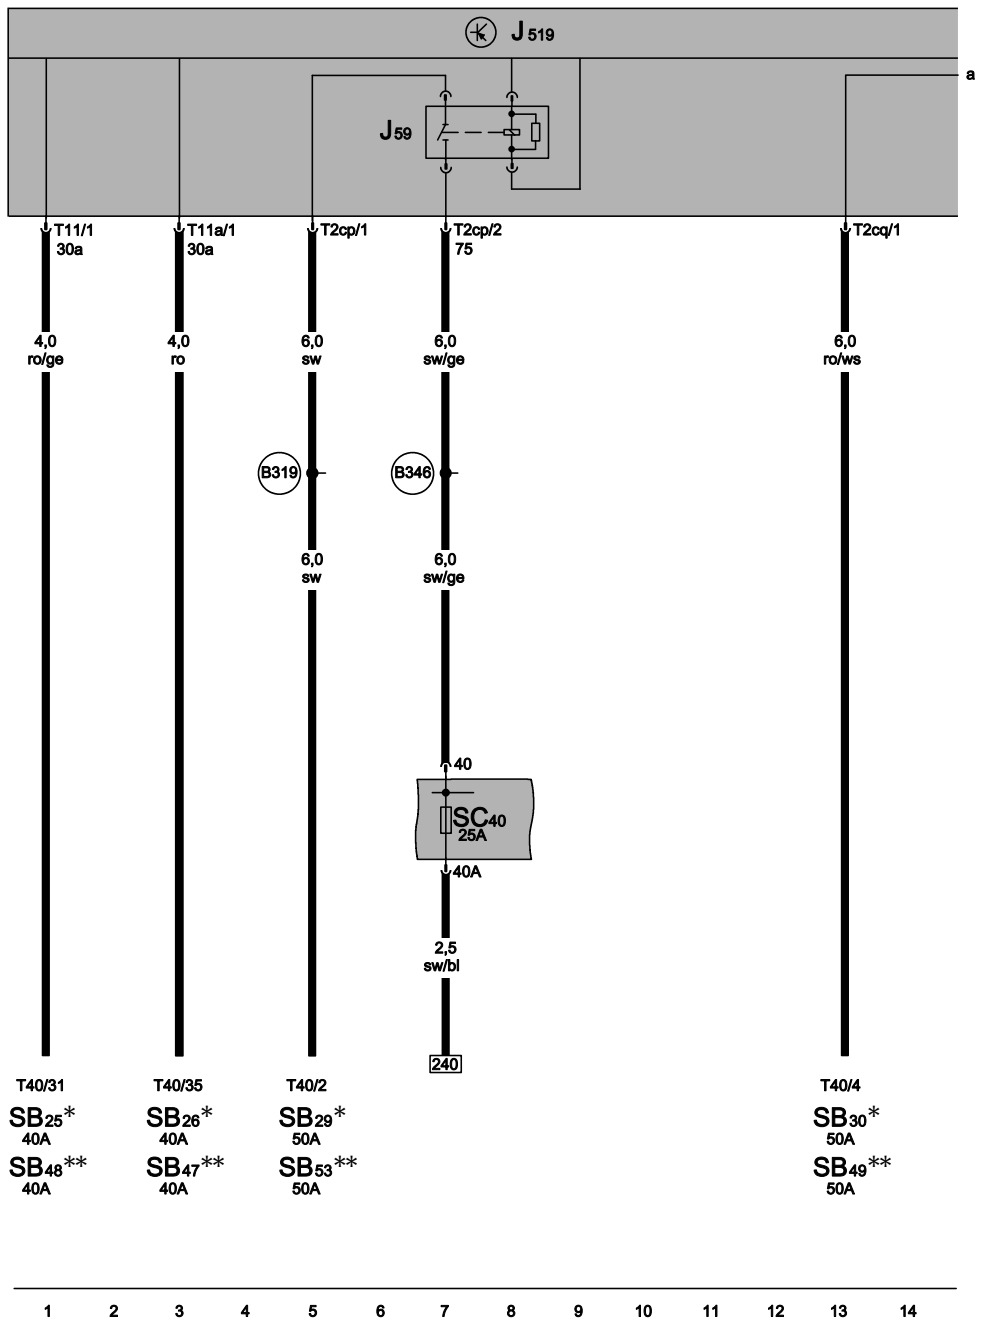 J519
a
J59
T11/1 T11a/1 T2cp/1 T2cp/2 T2cq/1
30a 30a 75
4,0 4,0 6,0 6,0 6,0
ro/ge ro sw sw/ge ro/ws
B319 B346
6,0 6,0
sw sw/ge
40
SC40
25A
40A
2,5
sw/bl
240
T40/31 T40/35 T40/2 T40/4
SB25* SB26* SB29* SB30*
40A 40A 50A 50A
SB48** SB47** SB53** SB49**
40A 40A 50A 50A
1 2 3 4 5 6 7 8 9 10 11 12 13 14